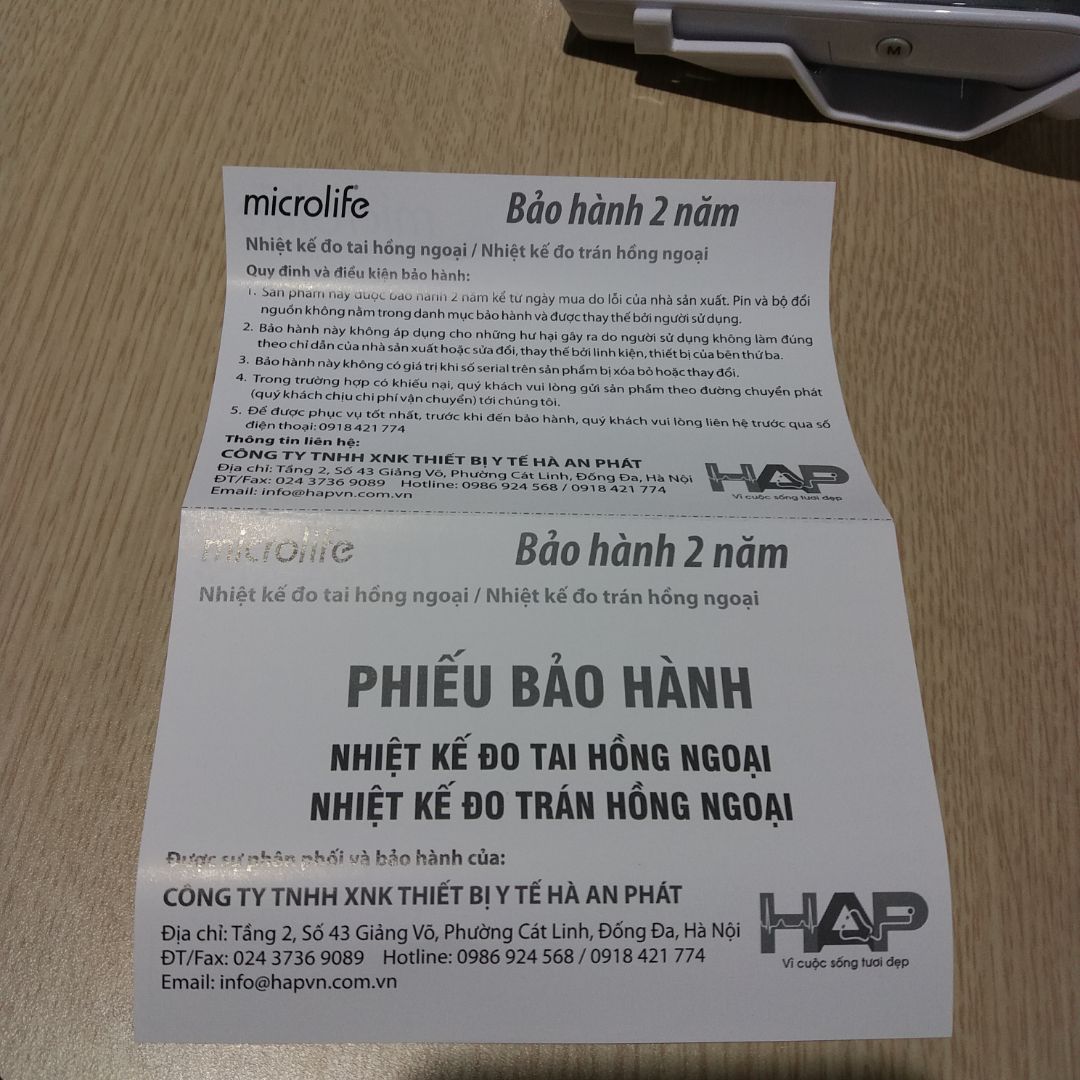 M
microlife
Bảo hành 2 năm
Nhiệt kế đo tai hồng ngoại / Nhiệt kế đo trán hồng ngoại
Quy đinh và điều kiện bảo hành:
1. Sản phẩm này được bảo hành 2 năm kể từ ngày mua do lỗi của nhà sản xuất. Pin và bộ đổi
nguồn không nằm trong danh mục bảo hành và được thay thế bởi người sử dụng.
2. Bảo hành này không áp dụng cho những hư hại gây ra do người sử dụng không làm đúng
theo chỉ dẫn của nhà sản xuất hoặc sửa đổi, thay thế bởi linh kiện, thiết bị của bên thứ ba.
3. Bảo hành này không có giá trị khi số serial trên sản phẩm bị xóa bỏ hoặc thay đổi.
4. Trong trường hợp có khiếu nại, quý khách vui lòng gửi sản phẩm theo đường chuyển phát
(quý khách chịu chi phí vận chuyển) tới chúng tôi.
5. Để được phục vụ tốt nhất, trước khi đến bảo hành, quý khách vui lòng liên hệ trước qua số
điện thoại: 0918 421 774
Thông tin liên hệ:
CÔNG TY TNHH XNK THIẾT BỊ Y TẾ HÀ AN PHÁT
Địa chỉ: Tầng 2, Số 43 Giảng Võ, Phường Cát Linh, Đống Đa, Hà Nội
ĐT/Fax: 024 3736 9089 Hotline: 0986 924 568 / 0918 421 774
Email: info@hapvn.com.vn
HAP
Vì cuộc sống tươi đẹp
microlife
Bảo hành 2 năm
Nhiệt kế đo tai hồng ngoại / Nhiệt kế đo trán hồng ngoại
PHIẾU BẢO HÀNH
NHIỆT KẾ ĐO TAI HỒNG NGOẠI
NHIỆT KẾ ĐO TRÁN HỒNG NGOẠI
Được sự phân phối và bảo hành của:
CÔNG TY TNHH XNK THIẾT BỊ Y TẾ HÀ AN PHÁT
Địa chỉ: Tầng 2, Số 43 Giảng Võ, Phường Cát Linh, Đống Đa, Hà Nội
ĐT/Fax: 024 3736 9089 Hotline: 0986 924 568 / 0918 421 774
Email: info@hapvn.com.vn
HAP
Vì cuộc sống tươi đẹp